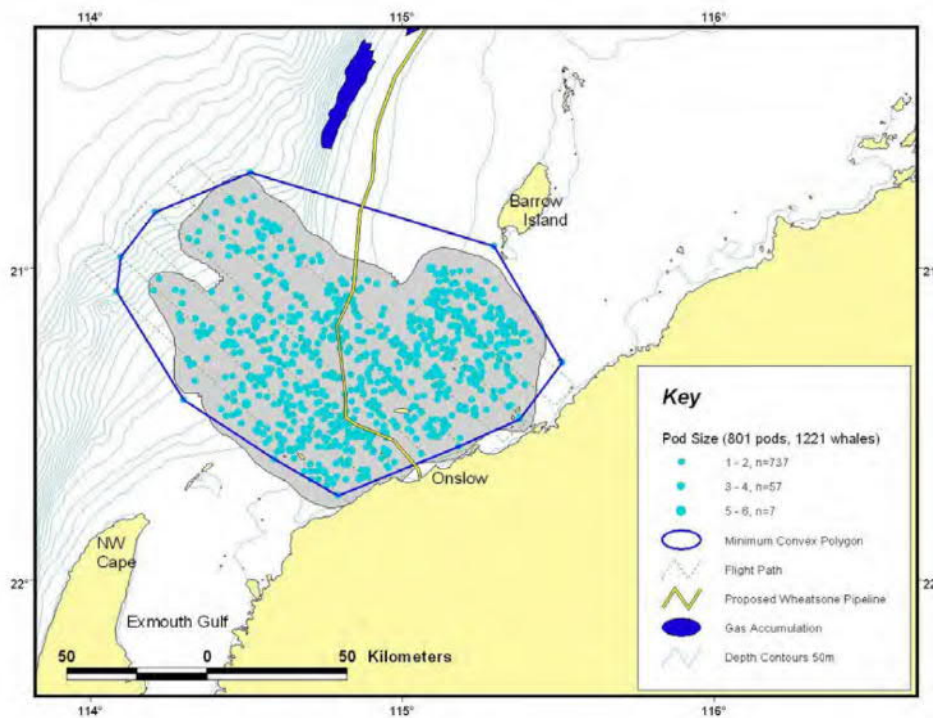 114° 115° 116°
Barrow
Island
21° 21°
Key
Pod Size (801 pods, 1221 whales)
1 - 2, n=737
3 - 4, n=57
5 - 6, n=7
Minimum Convex Polygon
Flight Path
Proposed Wheatsone Pipeline
Gas Accumulation
Depth Contours 50m
Onslow
NW
Cape
22° 22
Exmouth Gulf
50 0 50 Kilometers
114° 115° 116°